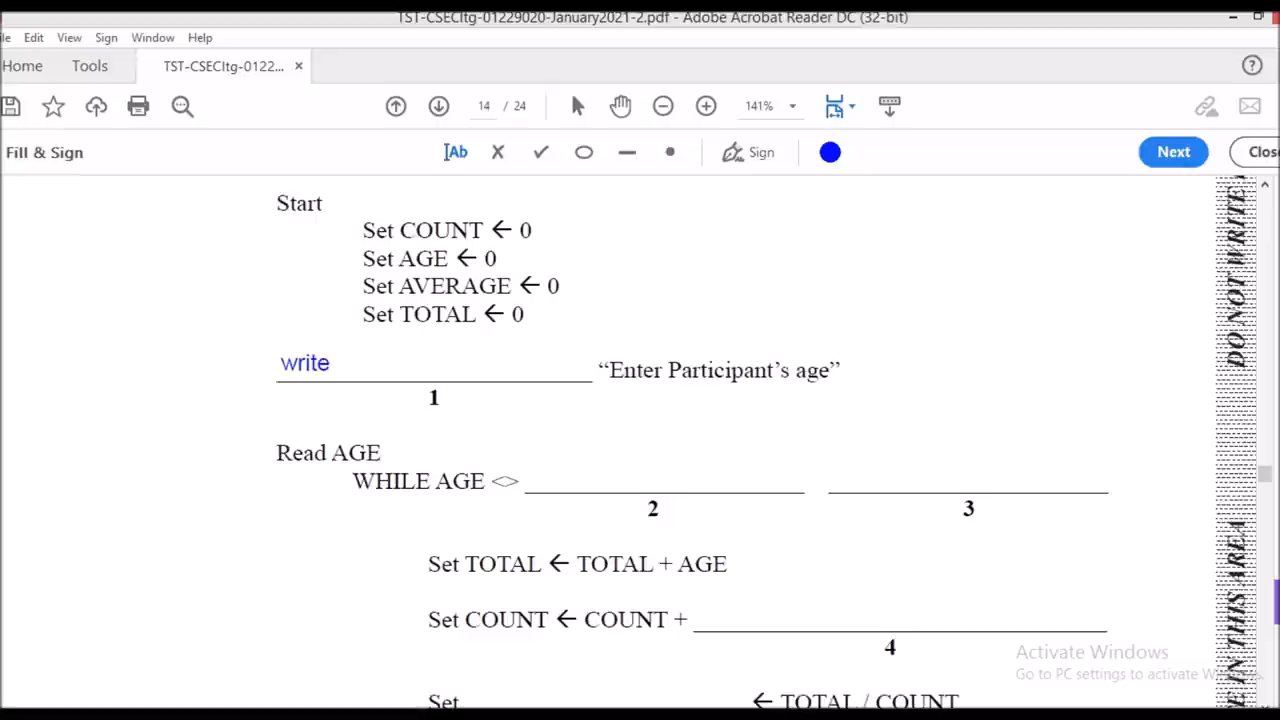 TST-CSECItg-01229020-January2021-2.pdf - Adobe Acrobat Reader DC (32-bit)
Edit View Sign Window Help
Home Tools TST-CSECItg-0122... ×
14 / 24 141%
Fill & Sign Ab Sign Next
Start
Set COUNT ← 0
Set AGE ← 0
Set AVERAGE ← 0
Set TOTAL ← 0
write “Enter Participant’s age”
1
Read AGE
WHILE AGE <>
2 3
Set TOTAL ← TOTAL + AGE
Set COUNT ← COUNT +
4
Set ← TOTAL / COUNT
Activate Windows
Go to PC settings to activate
DO NOT WRITE
IN THIS AREA